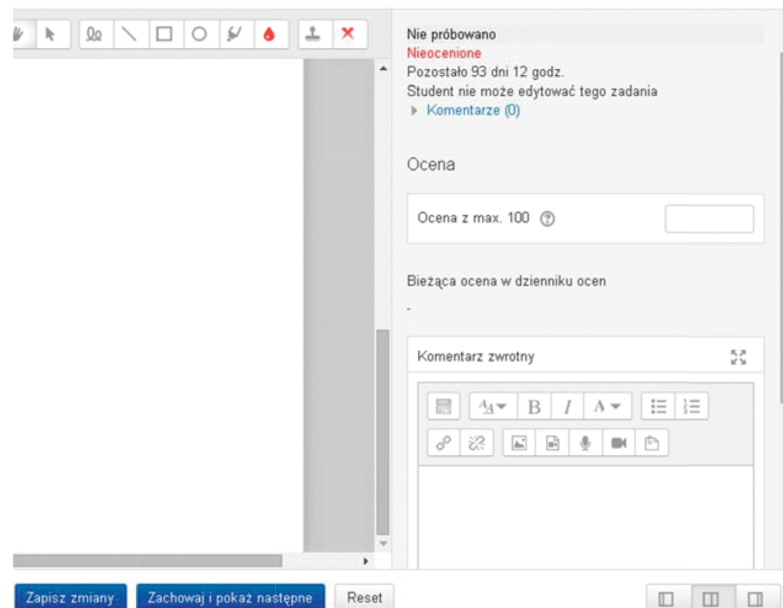 Nie próbowano
Nieocenione
Pozostało 93 dni 12 godz.
Student nie może edytować tego zadania
Komentarze (0)
Ocena
Ocena z max. 100
Bieżąca ocena w dzienniku ocen
-
Komentarz zwrotny
Zapisz zmiany Zachowaj i pokaż następne Reset